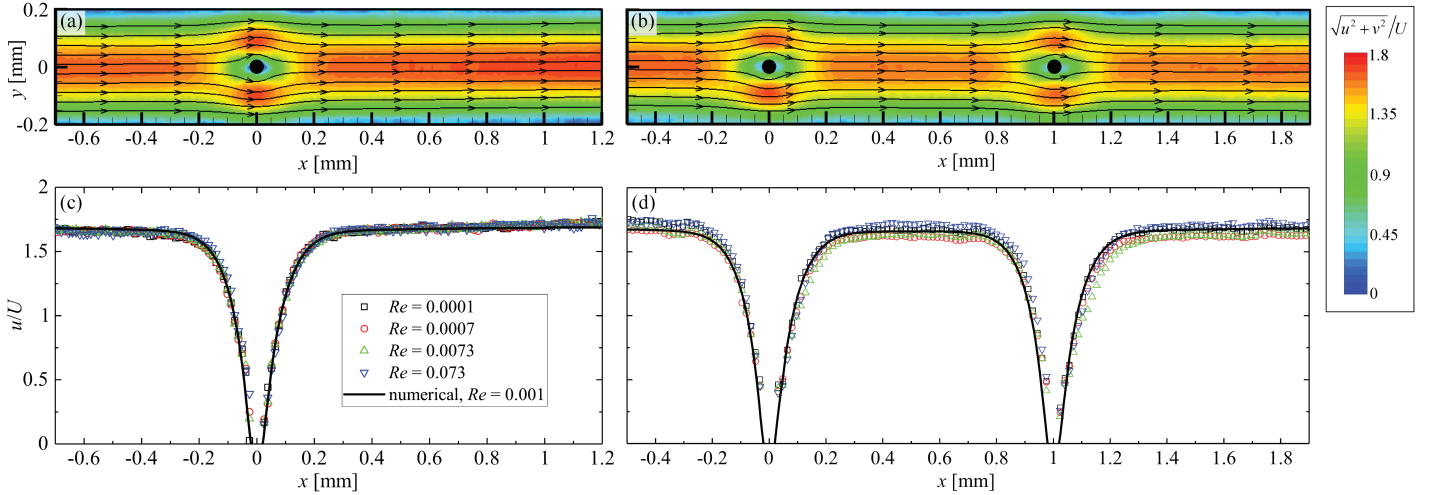 (a)
(b)
√u² + v² / U
0.2
0
-0.2
y [mm]
1.8
1.35
0.9
0.45
0
-0.6 -0.4 -0.2 0 0.2 0.4 0.6 0.8 1 1.2
x [mm]
-0.4 -0.2 0 0.2 0.4 0.6 0.8 1.0 1.2 1.4 1.6 1.8
x [mm]
(c)
(d)
2
1.5
1
0.5
0
u/U
Re = 0.0001
Re = 0.0007
Re = 0.0073
Re = 0.073
numerical, Re = 0.001
-0.6 -0.4 -0.2 0 0.2 0.4 0.6 0.8 1 1.2
x [mm]
-0.4 -0.2 0 0.2 0.4 0.6 0.8 1.0 1.2 1.4 1.6 1.8
x [mm]